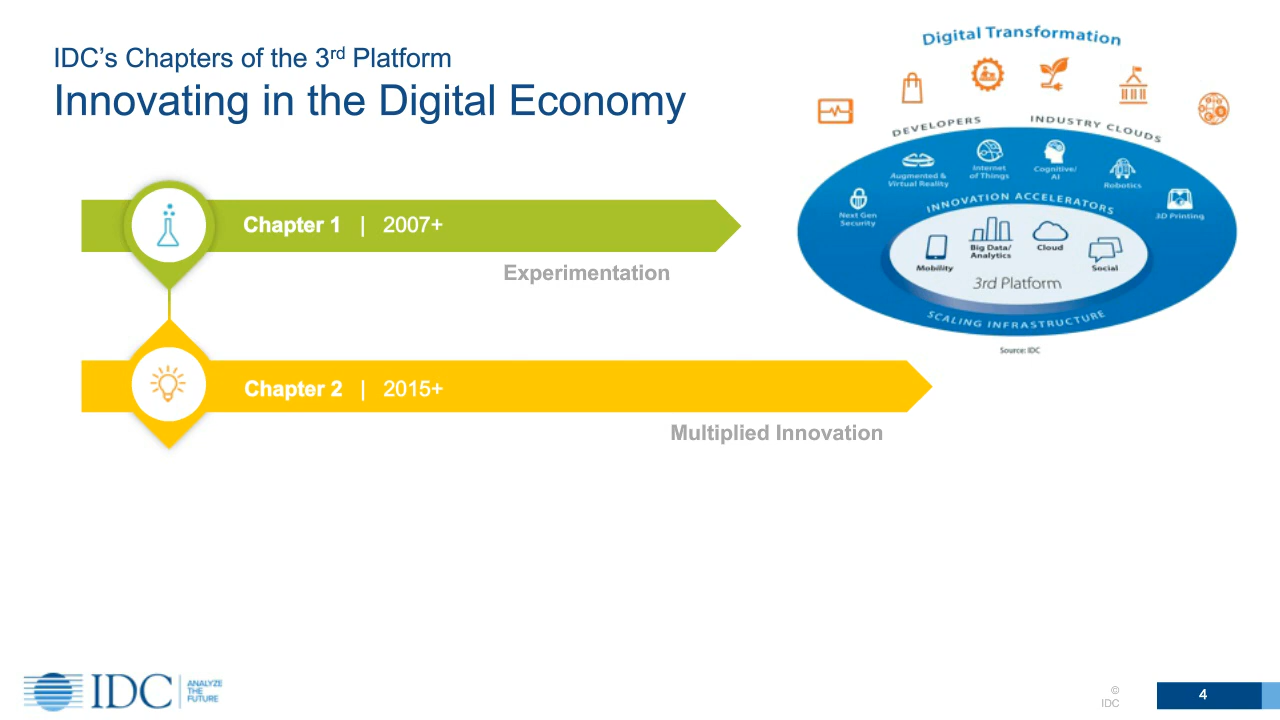 IDC’s Chapters of the 3rd Platform
Innovating in the Digital Economy
Chapter 1 | 2007+
Experimentation
Chapter 2 | 2015+
Multiplied Innovation
Digital Transformation
DEVELOPERS
INDUSTRY CLOUDS
Next Gen
Security
Augmented &
Virtual Reality
Internet
of Things
Cognitive/
AI
Robotics
3D Printing
INNOVATION ACCELERATORS
Mobility
Big Data/
Analytics
Cloud
Social
3rd Platform
SCALING INFRASTRUCTURE
Source: IDC
IDC
ANALYZE
THE
FUTURE
©
IDC
4